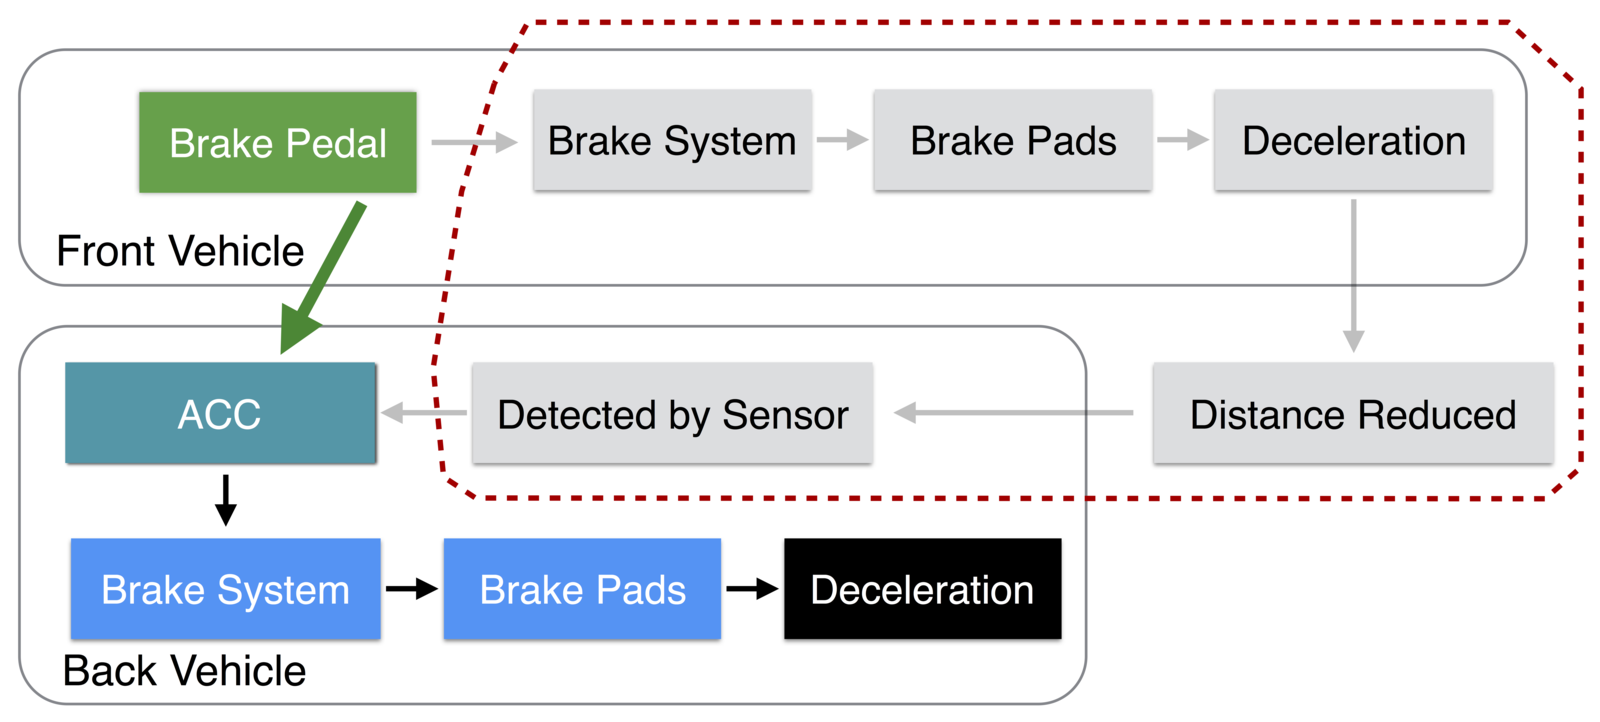 Brake Pedal
Brake System
Brake Pads
Deceleration
Front Vehicle
ACC
Detected by Sensor
Distance Reduced
Brake System
Brake Pads
Deceleration
Back Vehicle